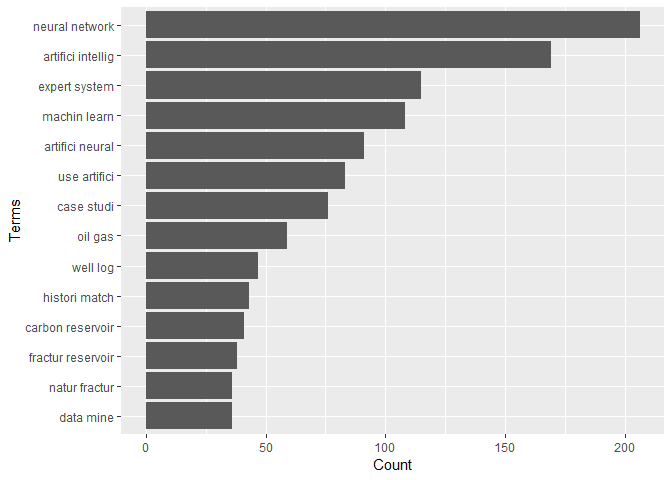 neural network
artifici intellig
expert system
machin learn
artifici neural
use artifici
case studi
oil gas
well log
histori match
carbon reservoir
fractur reservoir
natur fractur
data mine
Terms
0 50 100 150 200
Count